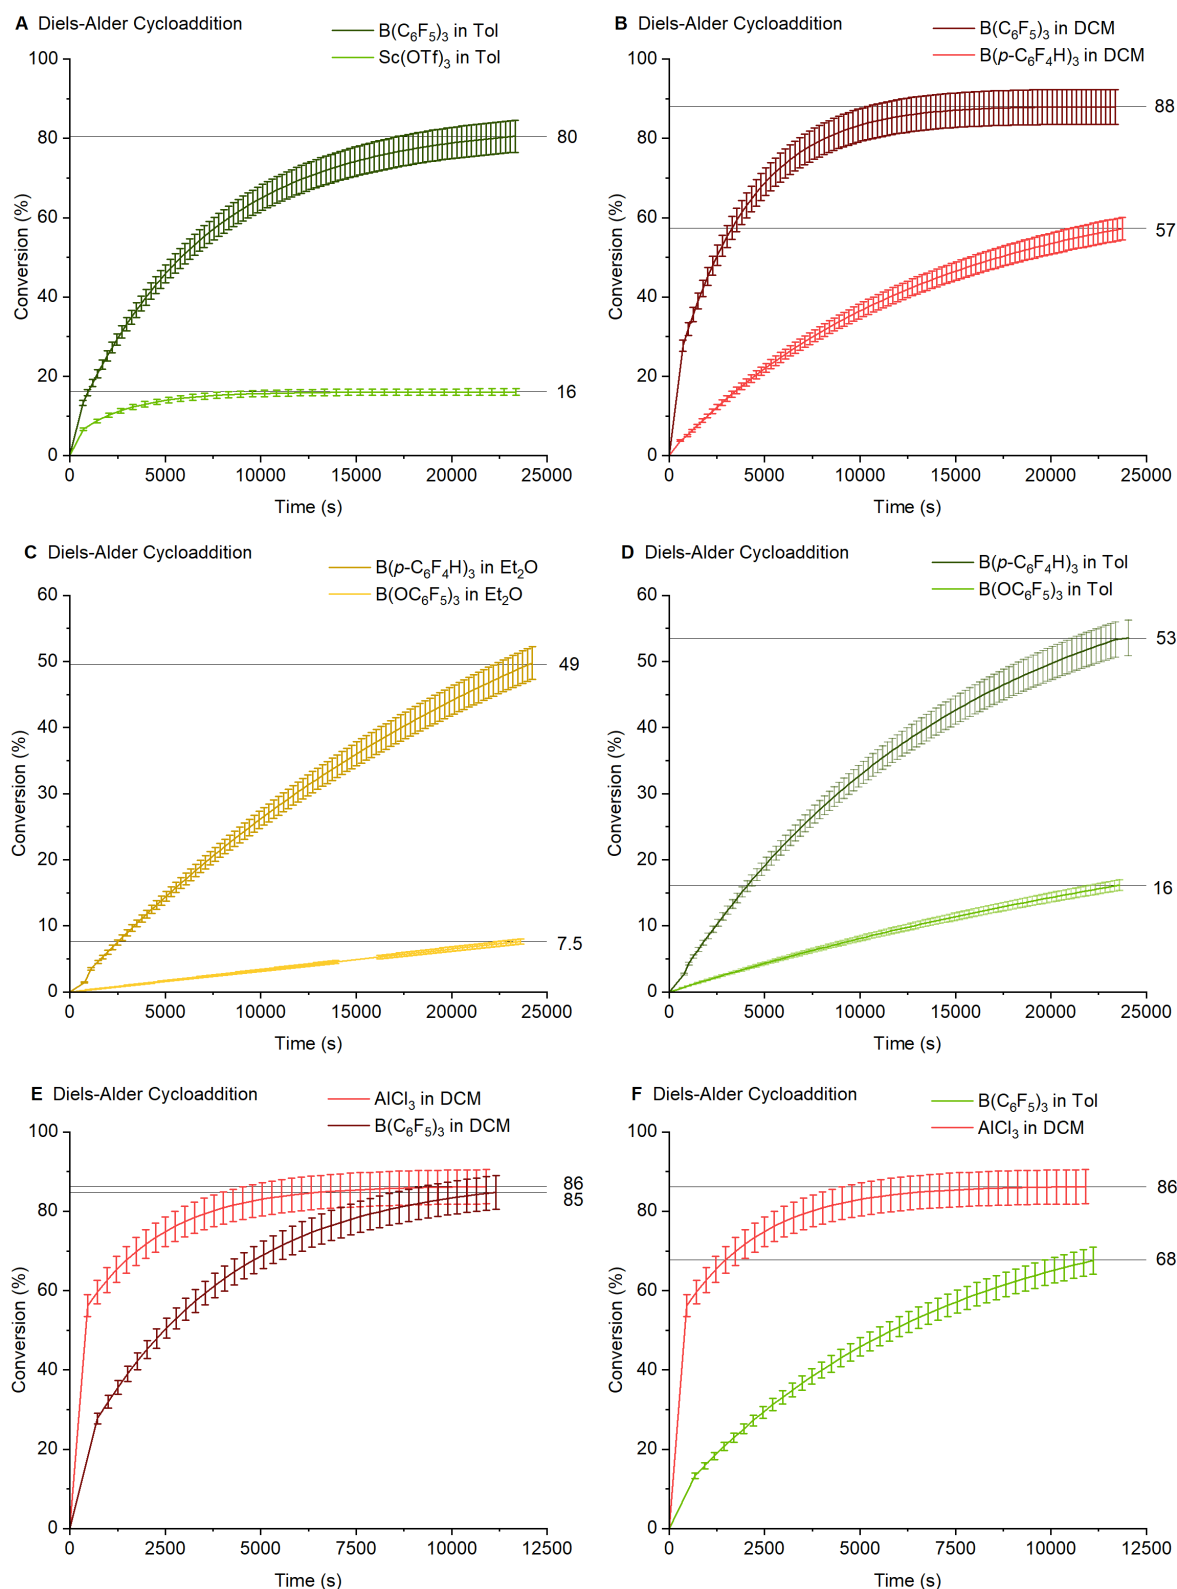 A Diels-Alder Cycloaddition
B(C₆F₅)₃ in Tol
Sc(OTf)₃ in Tol
100
80
60
40
20
0
Conversion (%)
80
16
0 5000 10000 15000 20000 25000
Time (s)
B Diels-Alder Cycloaddition
B(C₆F₅)₃ in DCM
B(p-C₆F₄H)₃ in DCM
100
80
60
40
20
0
Conversion (%)
88
57
0 5000 10000 15000 20000 25000
Time (s)
C Diels-Alder Cycloaddition
B(p-C₆F₄H)₃ in Et₂O
B(OC₆F₅)₃ in Et₂O
60
50
40
30
20
10
0
Conversion (%)
49
7.5
0 5000 10000 15000 20000 25000
Time (s)
D Diels-Alder Cycloaddition
B(p-C₆F₄H)₃ in Tol
B(OC₆F₅)₃ in Tol
60
50
40
30
20
10
0
Conversion (%)
53
16
0 5000 10000 15000 20000 25000
Time (s)
E Diels-Alder Cycloaddition
AlCl₃ in DCM
B(C₆F₅)₃ in DCM
100
80
60
40
20
0
Conversion (%)
86
85
0 2500 5000 7500 10000 12500
Time (s)
F Diels-Alder Cycloaddition
B(C₆F₅)₃ in Tol
AlCl₃ in DCM
100
80
60
40
20
0
Conversion (%)
86
68
0 2500 5000 7500 10000 12500
Time (s)